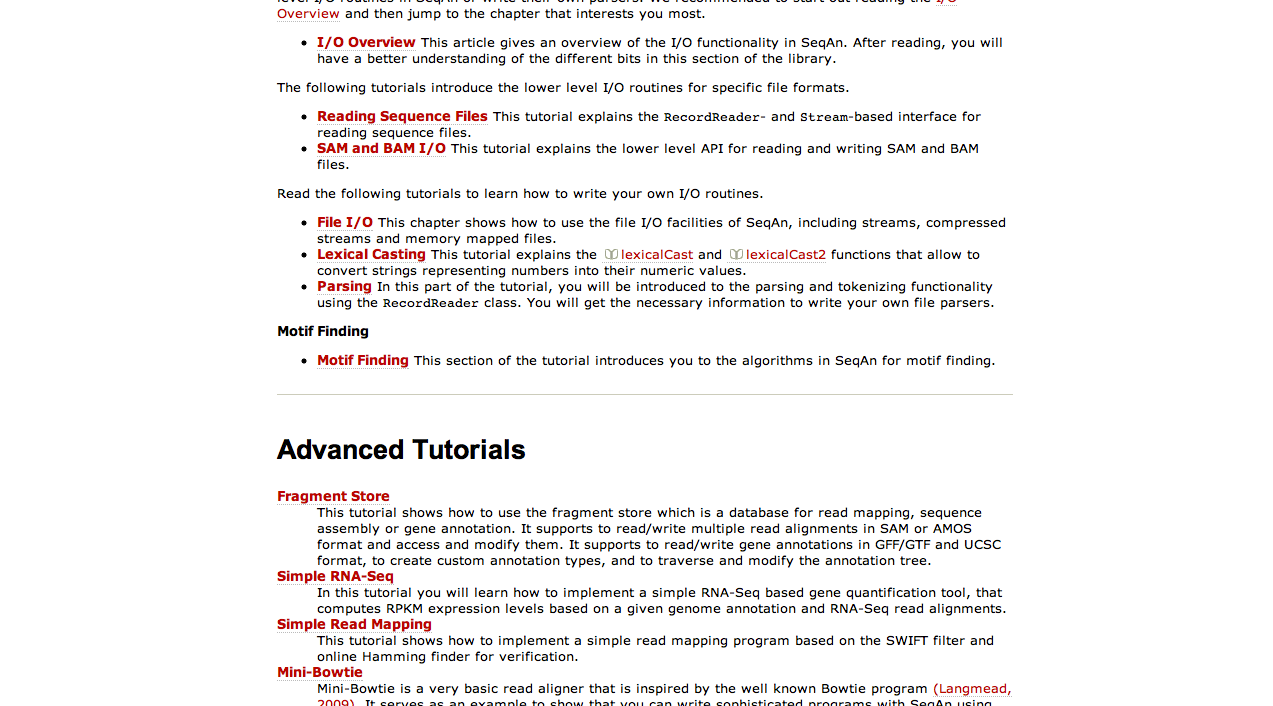 level I/O routines in SeqAn or write their own parsers. We recommended to start out reading the I/O
Overview and then jump to the chapter that interests you most.
• I/O Overview This article gives an overview of the I/O functionality in SeqAn. After reading, you will
have a better understanding of the different bits in this section of the library.
The following tutorials introduce the lower level I/O routines for specific file formats.
• Reading Sequence Files This tutorial explains the RecordReader- and Stream-based interface for
reading sequence files.
• SAM and BAM I/O This tutorial explains the lower level API for reading and writing SAM and BAM
files.
Read the following tutorials to learn how to write your own I/O routines.
• File I/O This chapter shows how to use the file I/O facilities of SeqAn, including streams, compressed
streams and memory mapped files.
• Lexical Casting This tutorial explains the lexicalCast and lexicalCast2 functions that allow to
convert strings representing numbers into their numeric values.
• Parsing In this part of the tutorial, you will be introduced to the parsing and tokenizing functionality
using the RecordReader class. You will get the necessary information to write your own file parsers.
Motif Finding
• Motif Finding This section of the tutorial introduces you to the algorithms in SeqAn for motif finding.
Advanced Tutorials
Fragment Store
This tutorial shows how to use the fragment store which is a database for read mapping, sequence
assembly or gene annotation. It supports to read/write multiple read alignments in SAM or AMOS
format and access and modify them. It supports to read/write gene annotations in GFF/GTF and UCSC
format, to create custom annotation types, and to traverse and modify the annotation tree.
Simple RNA-Seq
In this tutorial you will learn how to implement a simple RNA-Seq based gene quantification tool, that
computes RPKM expression levels based on a given genome annotation and RNA-Seq read alignments.
Simple Read Mapping
This tutorial shows how to implement a simple read mapping program based on the SWIFT filter and
online Hamming finder for verification.
Mini-Bowtie
Mini-Bowtie is a very basic read aligner that is inspired by the well known Bowtie program (Langmead,
2009). It serves as an example to show that you can write sophisticated programs with SeqAn using